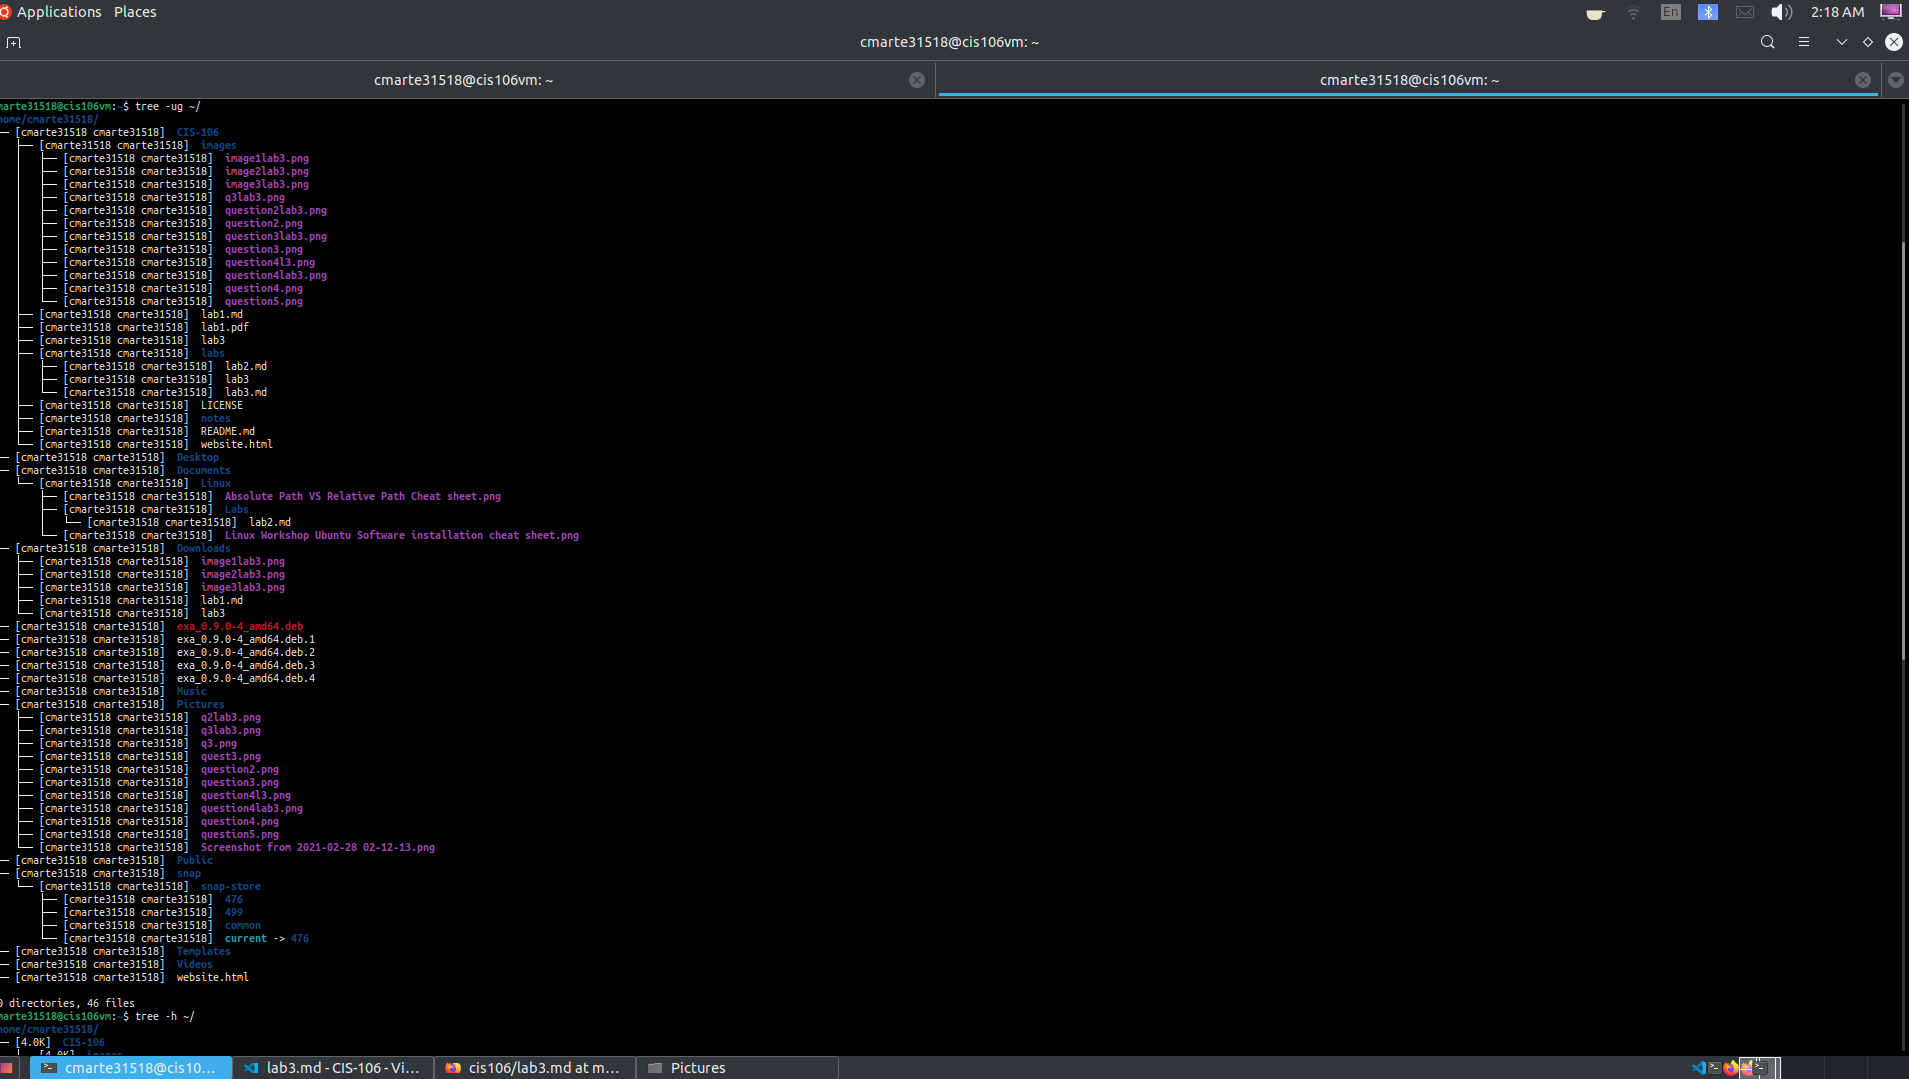 Applications Places En 2:18 AM
cmarte31518@cis106vm: ~
cmarte31518@cis106vm: ~ cmarte31518@cis106vm: ~
marte31518@cis106vm:~$ tree -ug ~/
home/cmarte31518/
── [cmarte31518 cmarte31518]  CIS-106
├── [cmarte31518 cmarte31518]  images
│   ├── [cmarte31518 cmarte31518]  image1lab3.png
│   ├── [cmarte31518 cmarte31518]  image2lab3.png
│   ├── [cmarte31518 cmarte31518]  image3lab3.png
│   ├── [cmarte31518 cmarte31518]  q3lab3.png
│   ├── [cmarte31518 cmarte31518]  question2lab3.png
│   ├── [cmarte31518 cmarte31518]  question2.png
│   ├── [cmarte31518 cmarte31518]  question3lab3.png
│   ├── [cmarte31518 cmarte31518]  question3.png
│   ├── [cmarte31518 cmarte31518]  question4l3.png
│   ├── [cmarte31518 cmarte31518]  question4lab3.png
│   ├── [cmarte31518 cmarte31518]  question4.png
│   └── [cmarte31518 cmarte31518]  question5.png
├── [cmarte31518 cmarte31518]  lab1.md
├── [cmarte31518 cmarte31518]  lab1.pdf
├── [cmarte31518 cmarte31518]  lab3
├── [cmarte31518 cmarte31518]  labs
│   ├── [cmarte31518 cmarte31518]  lab2.md
│   ├── [cmarte31518 cmarte31518]  lab3
│   └── [cmarte31518 cmarte31518]  lab3.md
├── [cmarte31518 cmarte31518]  LICENSE
├── [cmarte31518 cmarte31518]  notes
├── [cmarte31518 cmarte31518]  README.md
└── [cmarte31518 cmarte31518]  website.html
── [cmarte31518 cmarte31518]  Desktop
── [cmarte31518 cmarte31518]  Documents
└── [cmarte31518 cmarte31518]  Linux
    ├── [cmarte31518 cmarte31518]  Absolute Path VS Relative Path Cheat sheet.png
    ├── [cmarte31518 cmarte31518]  Labs
    │   └── [cmarte31518 cmarte31518]  lab2.md
    └── [cmarte31518 cmarte31518]  Linux Workshop Ubuntu Software installation cheat sheet.png
── [cmarte31518 cmarte31518]  Downloads
├── [cmarte31518 cmarte31518]  image1lab3.png
├── [cmarte31518 cmarte31518]  image2lab3.png
├── [cmarte31518 cmarte31518]  image3lab3.png
├── [cmarte31518 cmarte31518]  lab1.md
└── [cmarte31518 cmarte31518]  lab3
── [cmarte31518 cmarte31518]  exa_0.9.0-4_amd64.deb
── [cmarte31518 cmarte31518]  exa_0.9.0-4_amd64.deb.1
── [cmarte31518 cmarte31518]  exa_0.9.0-4_amd64.deb.2
── [cmarte31518 cmarte31518]  exa_0.9.0-4_amd64.deb.3
── [cmarte31518 cmarte31518]  exa_0.9.0-4_amd64.deb.4
── [cmarte31518 cmarte31518]  Music
── [cmarte31518 cmarte31518]  Pictures
├── [cmarte31518 cmarte31518]  q2lab3.png
├── [cmarte31518 cmarte31518]  q3lab3.png
├── [cmarte31518 cmarte31518]  q3.png
├── [cmarte31518 cmarte31518]  quest3.png
├── [cmarte31518 cmarte31518]  question2.png
├── [cmarte31518 cmarte31518]  question3.png
├── [cmarte31518 cmarte31518]  question4l3.png
├── [cmarte31518 cmarte31518]  question4lab3.png
├── [cmarte31518 cmarte31518]  question4.png
├── [cmarte31518 cmarte31518]  question5.png
└── [cmarte31518 cmarte31518]  Screenshot from 2021-02-28 02-12-13.png
── [cmarte31518 cmarte31518]  Public
── [cmarte31518 cmarte31518]  snap
└── [cmarte31518 cmarte31518]  snap-store
    ├── [cmarte31518 cmarte31518]  476
    ├── [cmarte31518 cmarte31518]  499
    ├── [cmarte31518 cmarte31518]  common
    └── [cmarte31518 cmarte31518]  current -> 476
── [cmarte31518 cmarte31518]  Templates
── [cmarte31518 cmarte31518]  Videos
── [cmarte31518 cmarte31518]  website.html
directories, 46 files
marte31518@cis106vm:~$ tree -h ~/
home/cmarte31518/
── [4.0K]  CIS-106
cmarte31518@cis10... lab3.md - CIS-106 - Vi... cis106/lab3.md at m... Pictures